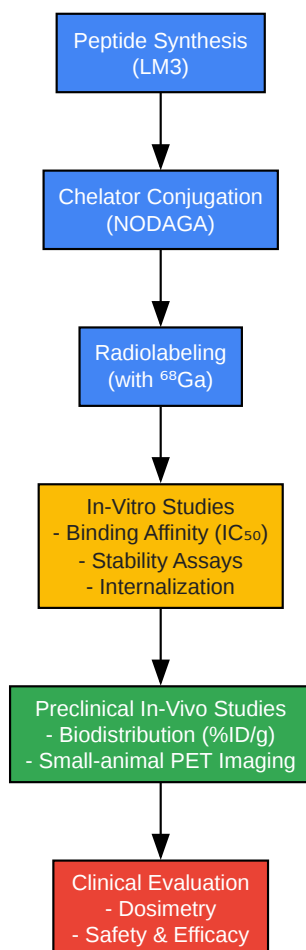 Peptide Synthesis
(LM3)
Chelator Conjugation
(NODAGA)
Radiolabeling
(with ⁶⁸Ga)
In-Vitro Studies
- Binding Affinity (IC₅₀)
- Stability Assays
- Internalization
Preclinical In-Vivo Studies
- Biodistribution (%ID/g)
- Small-animal PET Imaging
Clinical Evaluation
- Dosimetry
- Safety & Efficacy